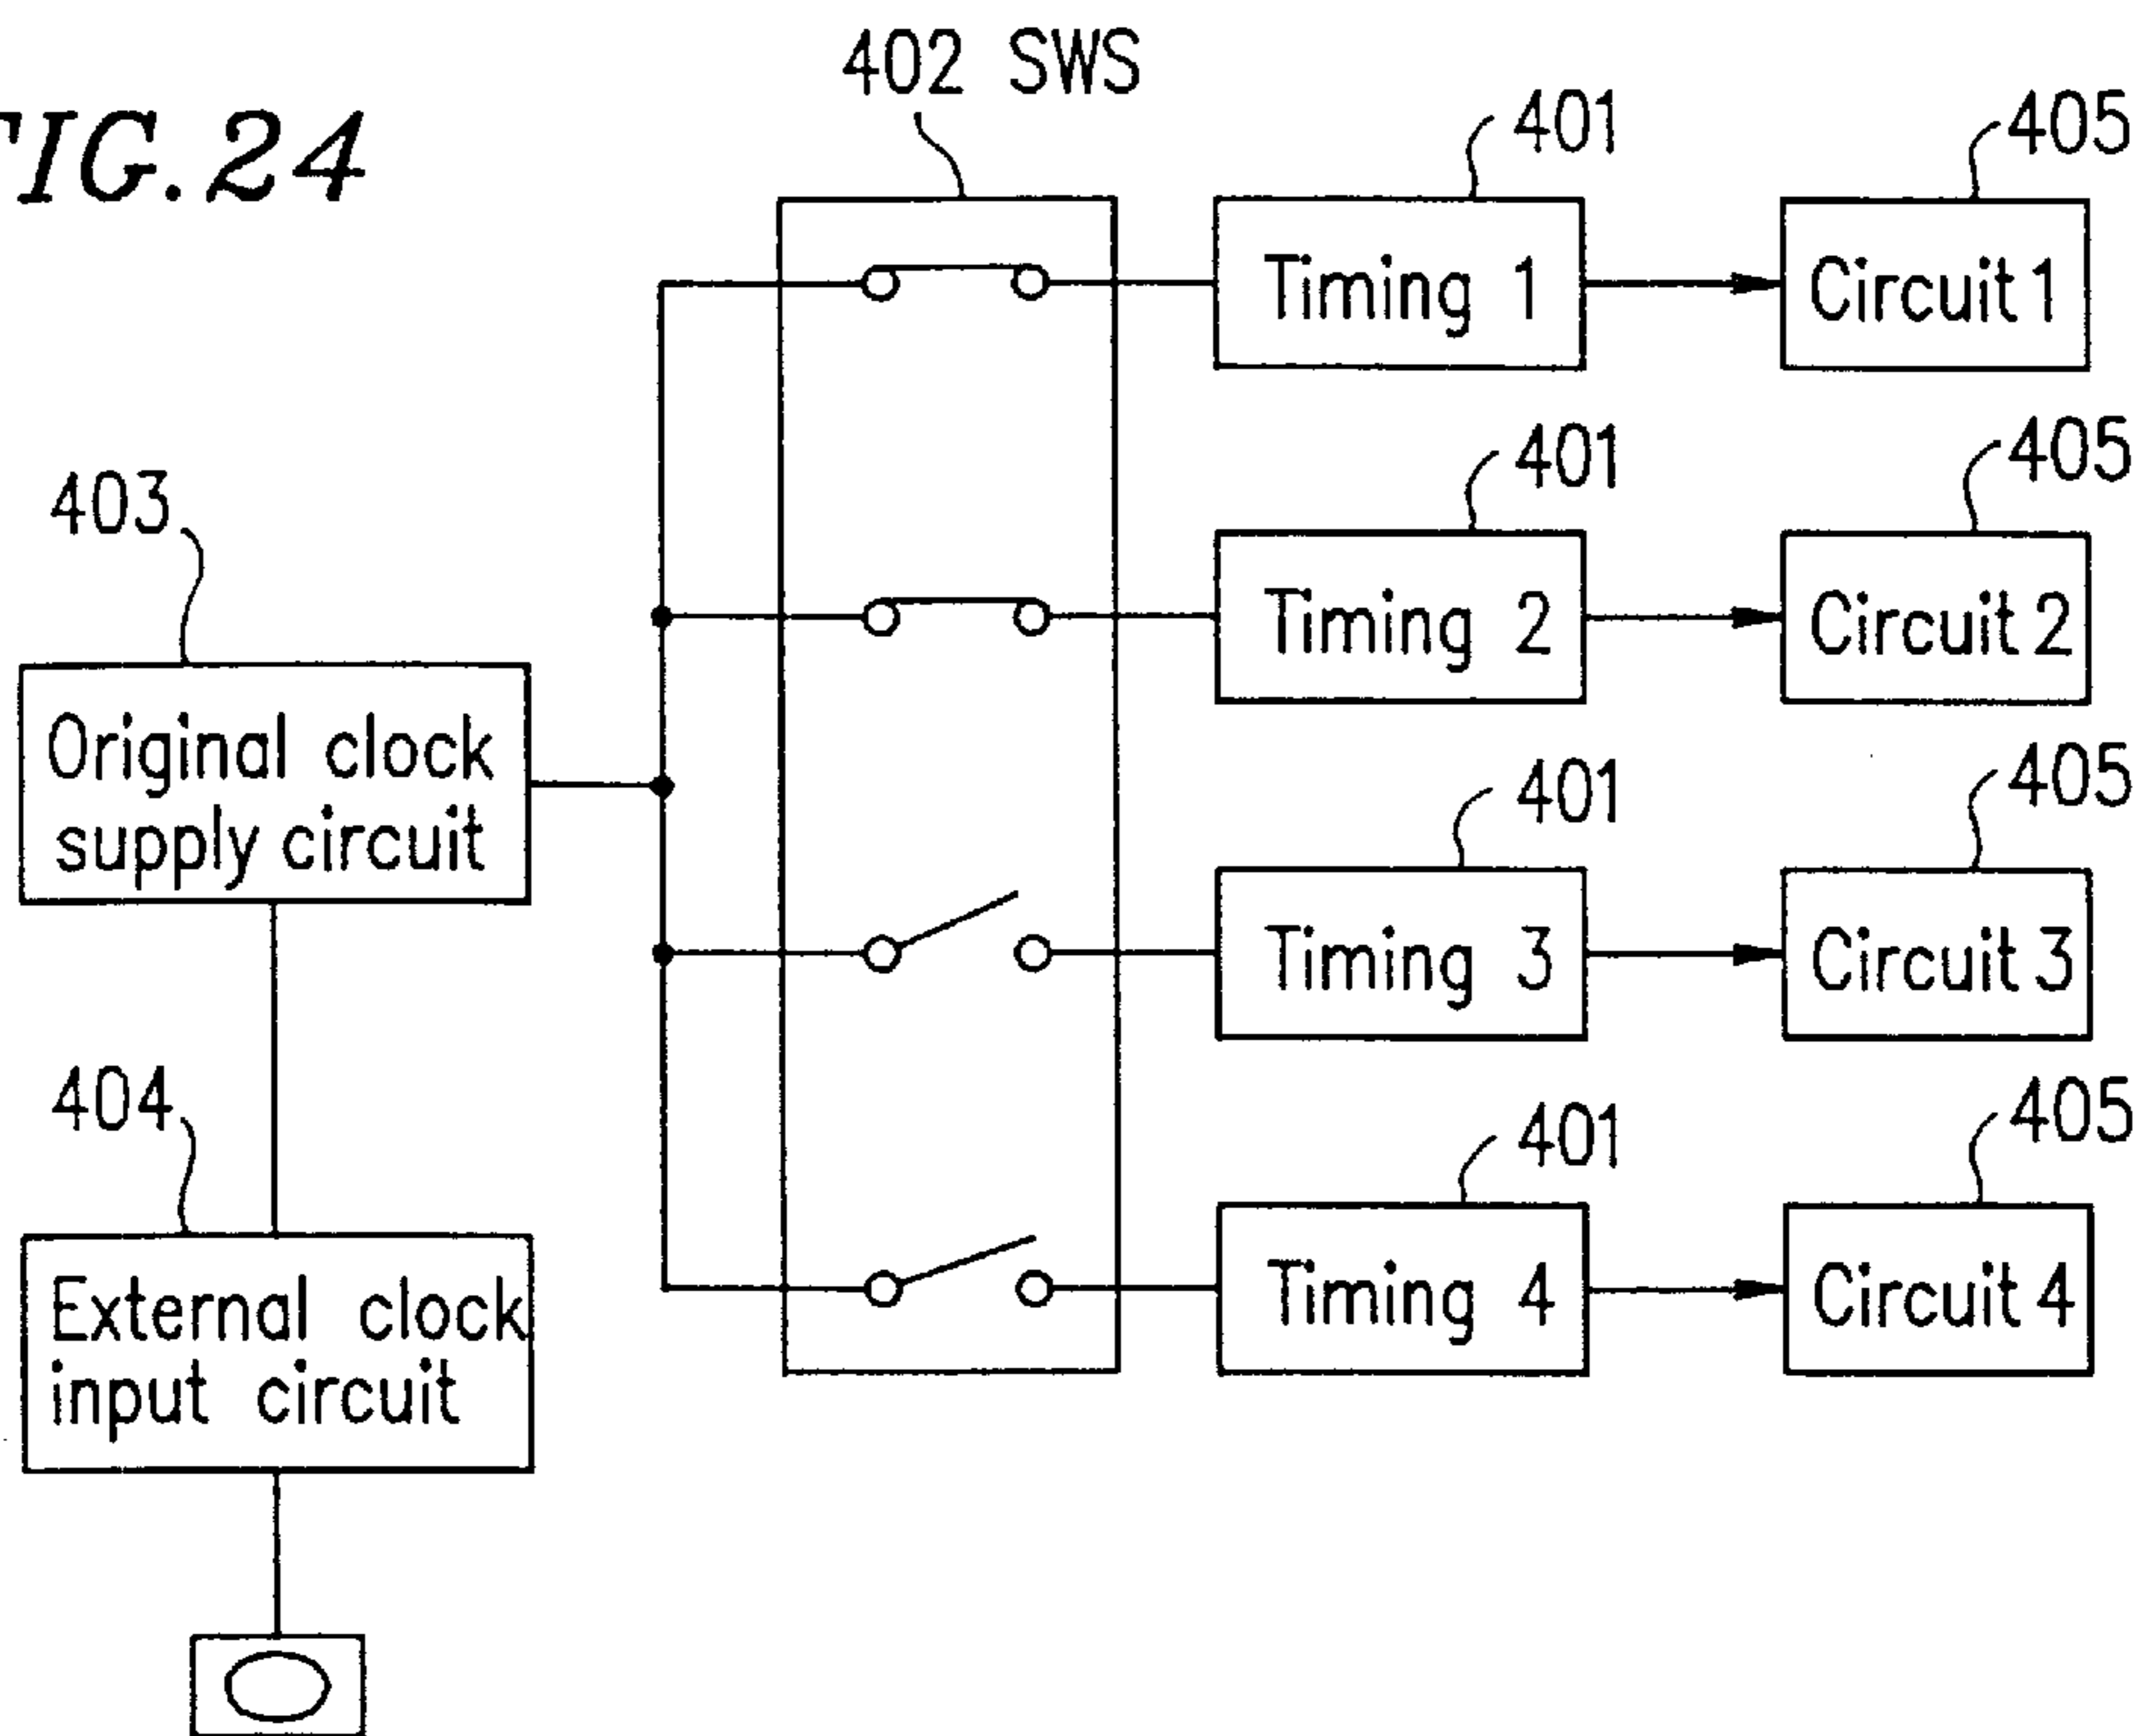 FIG. 24
402 SWS
401
405
Timing 1
Circuit 1
401
405
Timing 2
Circuit 2
403
Original clock
supply circuit
401
405
Timing 3
Circuit 3
404
External clock
input circuit
401
405
Timing 4
Circuit 4